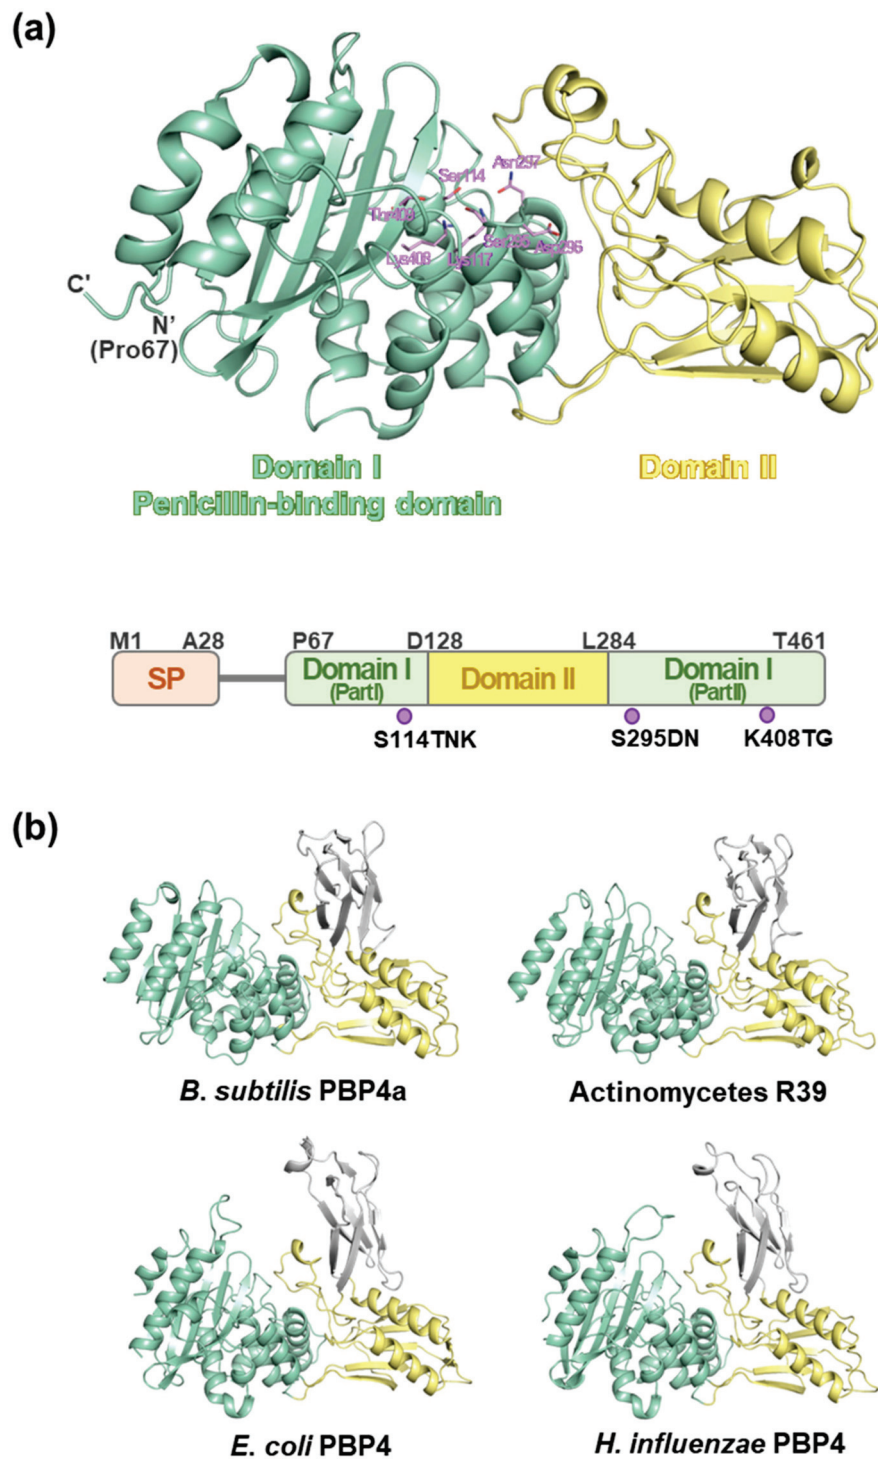 (a)
Asn297
Ser114
Thr409
Ser295
Asp296
Lys408
Lys117
C'
N'
(Pro67)
Domain I
Domain II
Penicillin-binding domain
M1
A28
P67
D128
L284
T461
SP
Domain I
(PartI)
Domain II
Domain I
(PartII)
S114TNK
S295DN
K408TG
(b)
B. subtilis PBP4a
Actinomycetes R39
E. coli PBP4
H. influenzae PBP4